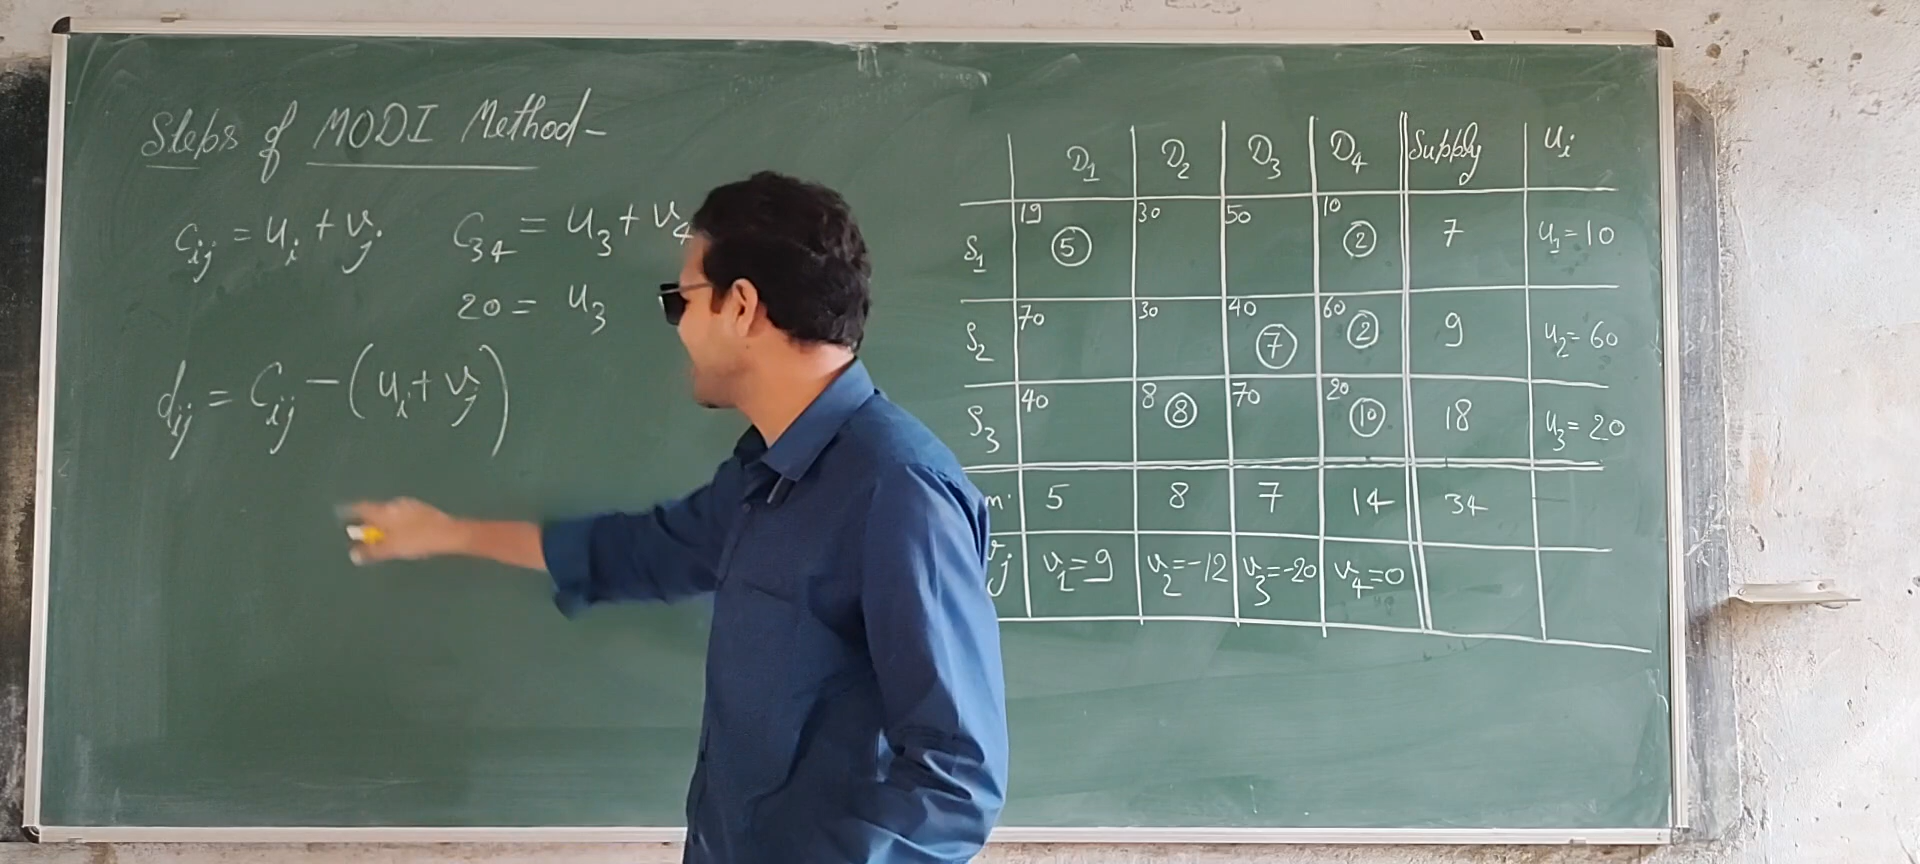 Steps of MODI Method-
cij = ui + vj
c34 = u3 + v4
20 = u3
dij = Cij - (ui + vj)
D1 D2 D3 D4 Supply ui
S1 19 5 30 50 10 2 7 u1=10
S2 70 30 40 7 60 2 9 u2=60
S3 40 8 8 70 20 10 18 u3=20
5 8 7 14 34
vj v1=9 v2=-12 v3=-20 v4=0